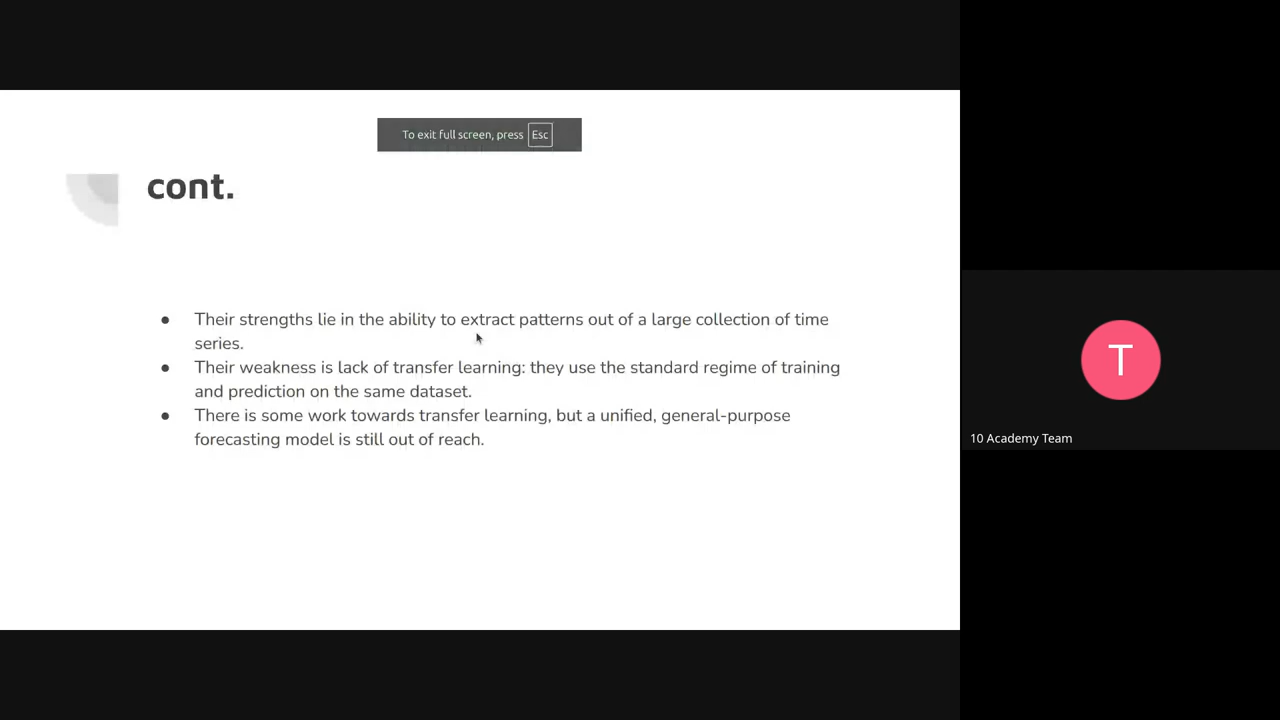 To exit full screen, press Esc
cont.
● Their strengths lie in the ability to extract patterns out of a large collection of time
series.
● Their weakness is lack of transfer learning: they use the standard regime of training
and prediction on the same dataset.
● There is some work towards transfer learning, but a unified, general-purpose
forecasting model is still out of reach.
T
10 Academy Team